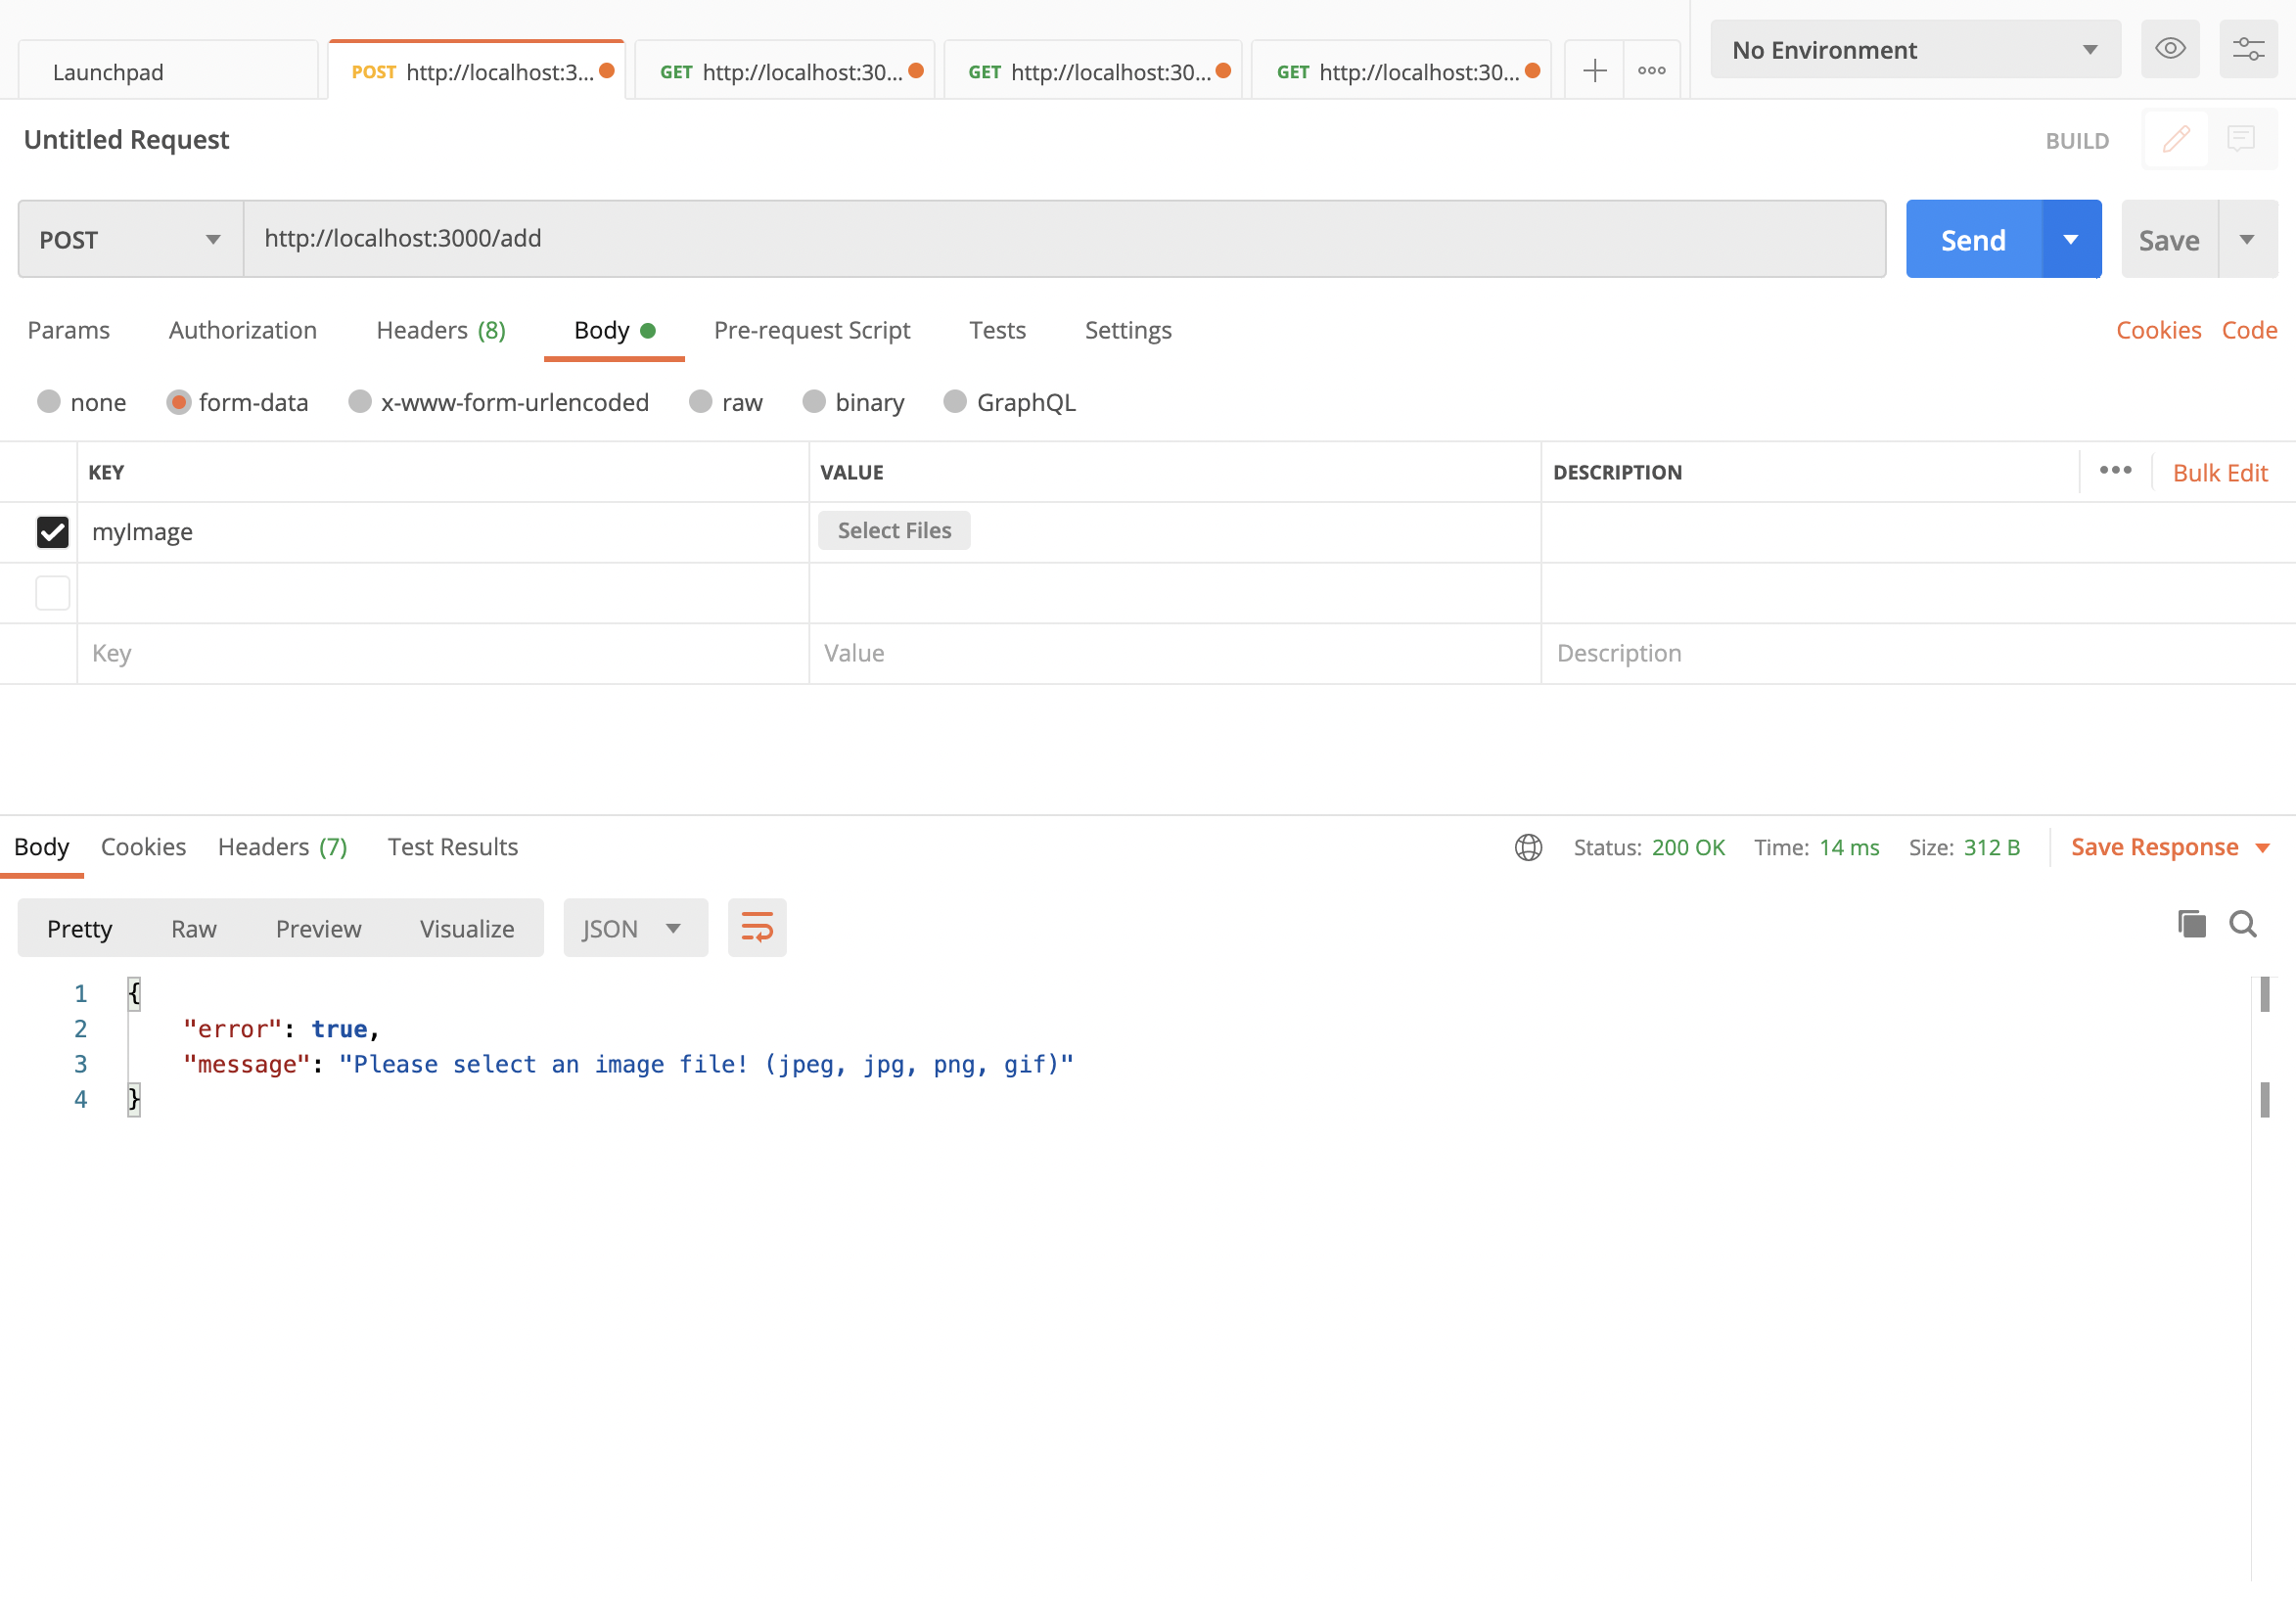 Launchpad
POST http://localhost:3...
GET http://localhost:30...
GET http://localhost:30...
GET http://localhost:30...
No Environment
Untitled Request
BUILD
POST http://localhost:3000/add Send Save
Params Authorization Headers (8) Body Pre-request Script Tests Settings Cookies Code
none form-data x-www-form-urlencoded raw binary GraphQL
KEY VALUE DESCRIPTION Bulk Edit
myImage Select Files
Key Value Description
Body Cookies Headers (7) Test Results Status: 200 OK Time: 14 ms Size: 312 B Save Response
Pretty Raw Preview Visualize JSON
1 {
2 "error": true,
3 "message": "Please select an image file! (jpeg, jpg, png, gif)"
4 }